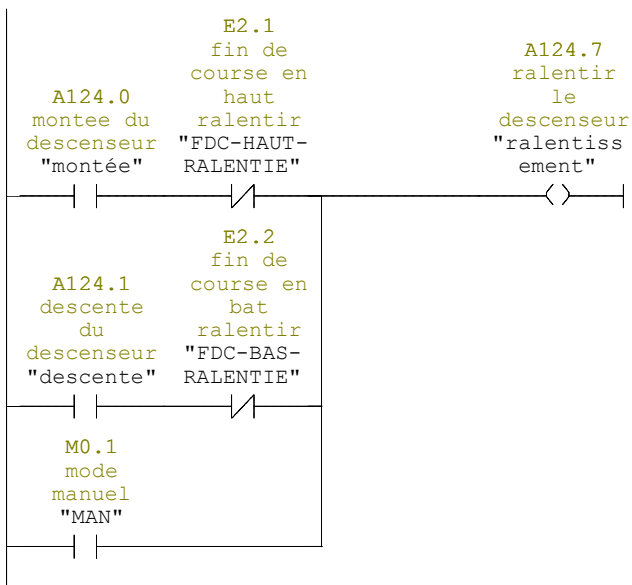 E2.1
fin de
course en
haut
ralentir
"FDC-HAUT-
RALENTIE"
A124.0
montee du
descenseur
"montée"
A124.7
ralentir
le
descenseur
"ralentiss
ement"
E2.2
fin de
course en
bat
ralentir
"FDC-BAS-
RALENTIE"
A124.1
descente
du
descenseur
"descente"
M0.1
mode
manuel
"MAN"